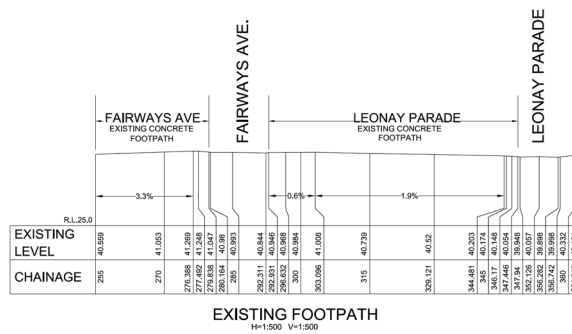 FAIRWAYS AVE
EXISTING CONCRETE
FOOTPATH
FAIRWAYS AVE.
LEONAY PARADE
EXISTING CONCRETE
FOOTPATH
LEONAY PARADE
3.3%
0.6%
1.9%
R.L.25.0
EXISTING LEVEL 40.559 41.053 41.269 41.248 41.047 40.98 40.993 40.844 40.946 40.968 40.984 41.008 40.739 40.52 40.203 40.174 40.148 40.054 39.948 40.057 39.898 39.998 40.332
CHAINAGE 255 270 276.388 277.492 279.838 280.164 285 292.311 292.931 296.632 300 303.096 315 329.121 344.481 345 346.17 347.446 347.94 352.126 356.262 356.742 360
EXISTING FOOTPATH
H=1:500 V=1:500